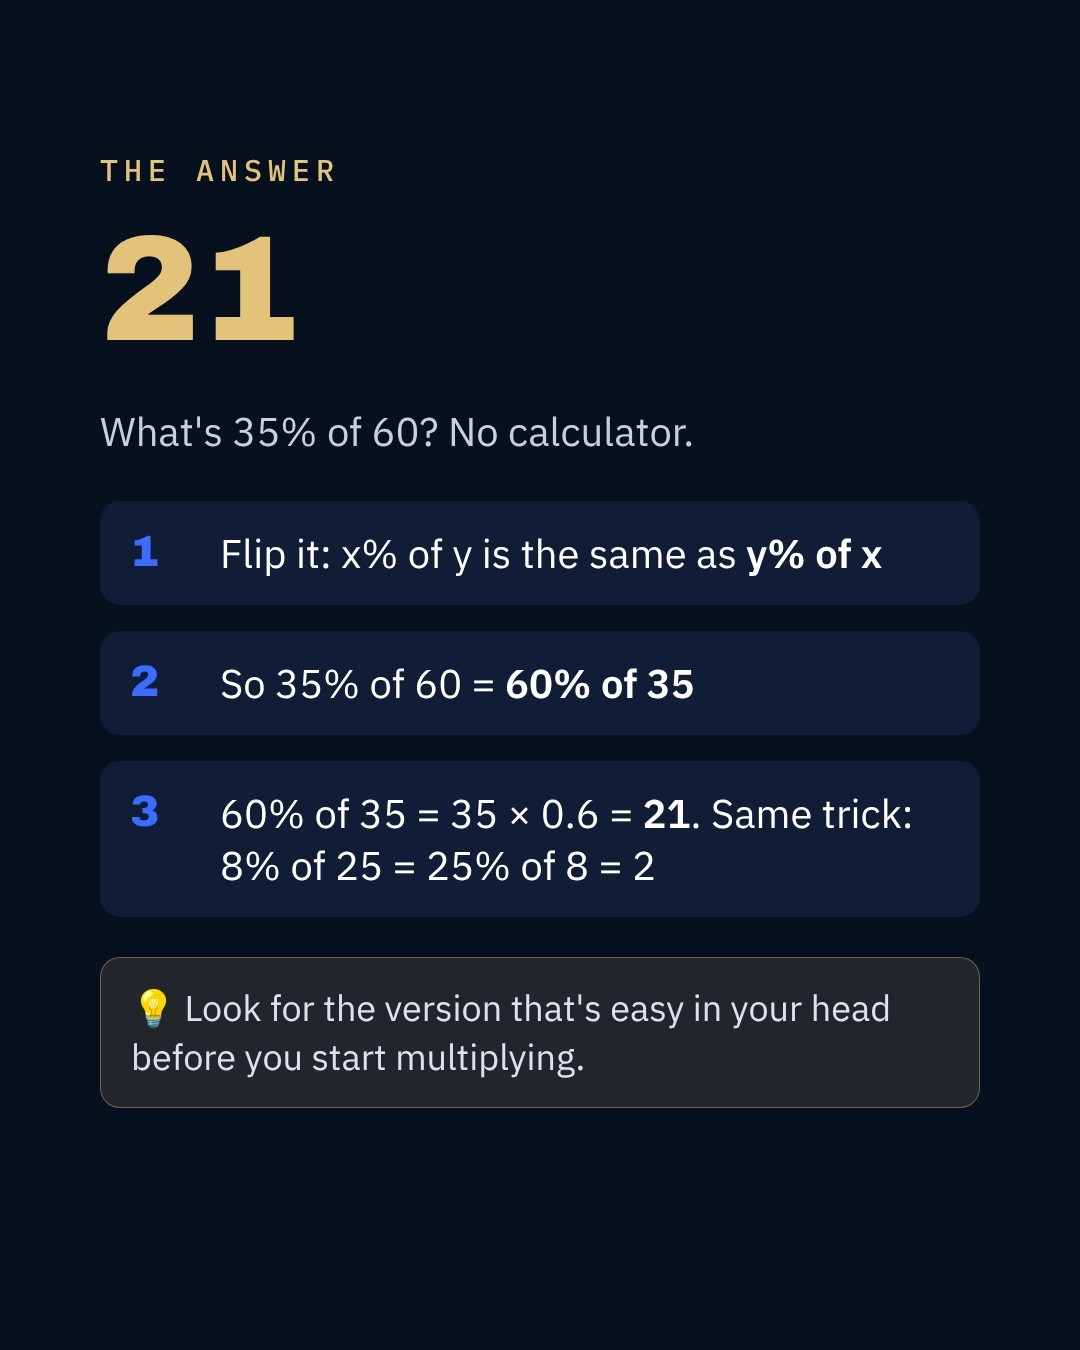 THE ANSWER
21
What's 35% of 60? No calculator.
1 Flip it: x% of y is the same as y% of x
2 So 35% of 60 = 60% of 35
3 60% of 35 = 35 × 0.6 = 21. Same trick:
8% of 25 = 25% of 8 = 2
💡 Look for the version that's easy in your head
before you start multiplying.